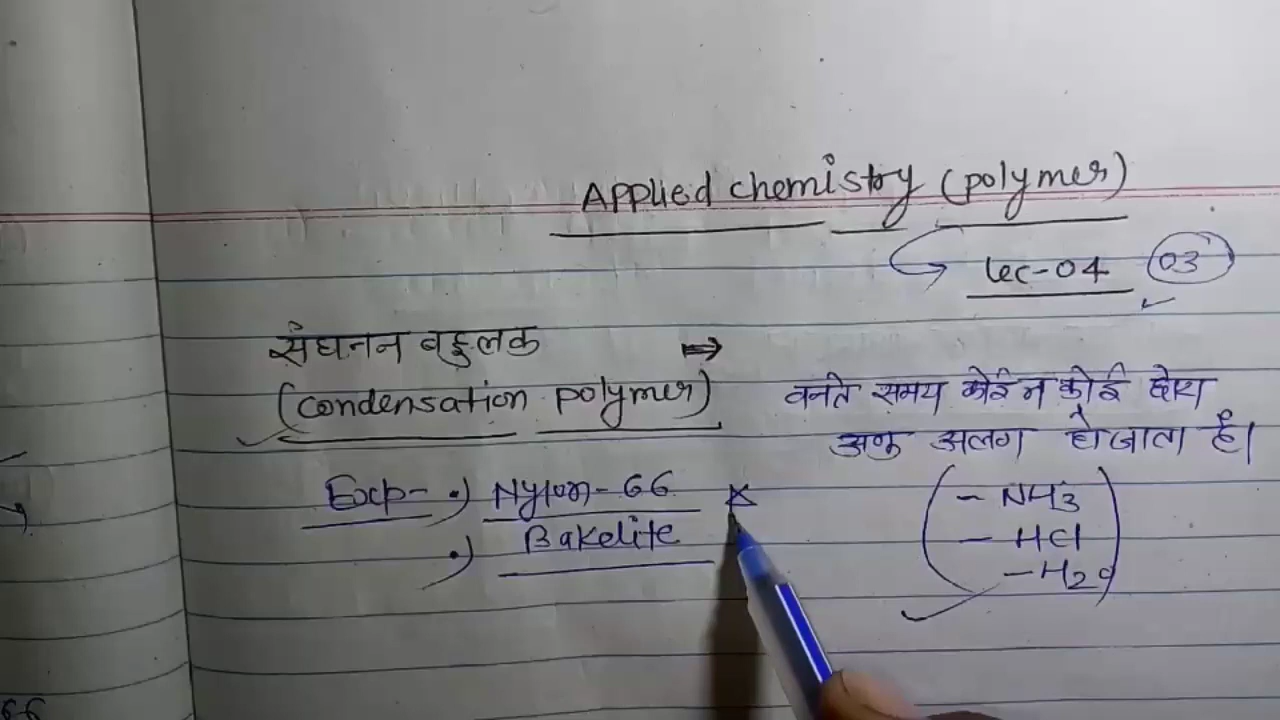 Applied chemistry (polymer)
Lec-04 03
संघनन बहुलक ⇒
(condensation polymer) बनते समय कोई न कोई छोटा
अणु अलग हो जाता है।
Exp- •) Nylon-66
•) Bakelite
- NH3
- HCl
- H2O
66